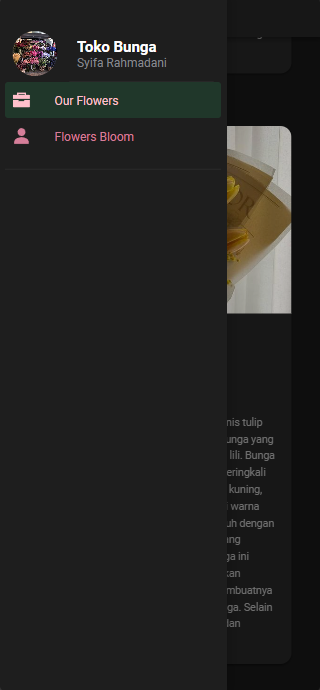 Toko Bunga
Syifa Rahmadani
Our Flowers
Flowers Bloom
nis tulip
unga yang
lili. Bunga
eringkali
kuning,
warna
uh dengan
ang
ga ini
kan
mbuatnya
ga. Selain
dan